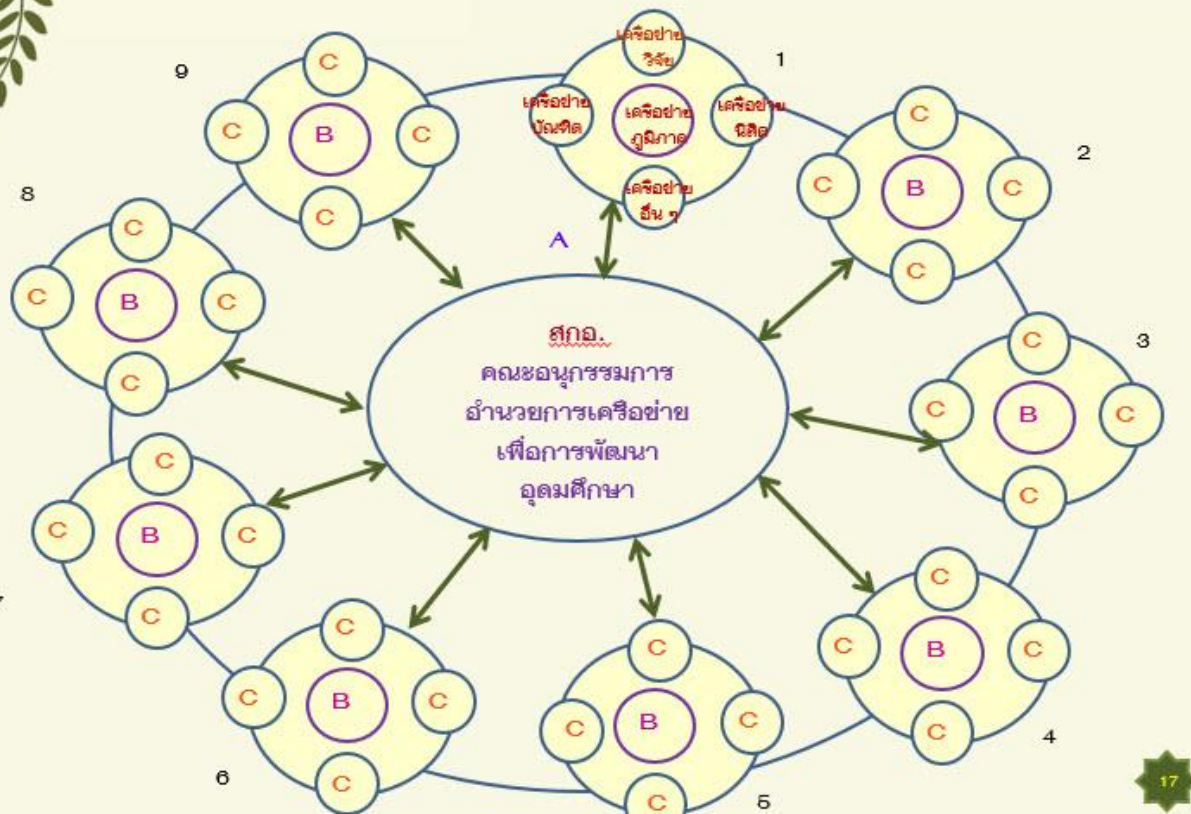 9
C
C
B
C
C
1
เครือข่าย
วิจัย
เครือข่าย
บัณฑิต
เครือข่าย
ภูมิภาค
เครือข่าย
นิสิต
เครือข่าย
อื่น ๆ
2
C
C
B
C
C
8
C
C
B
C
C
A
สกอ.
คณะอนุกรรมการ
อำนวยการเครือข่าย
เพื่อการพัฒนา
อุดมศึกษา
3
C
C
B
C
C
C
C
B
C
C
4
C
C
B
C
C
6
C
C
B
C
C
5
C
C
B
C
C
17